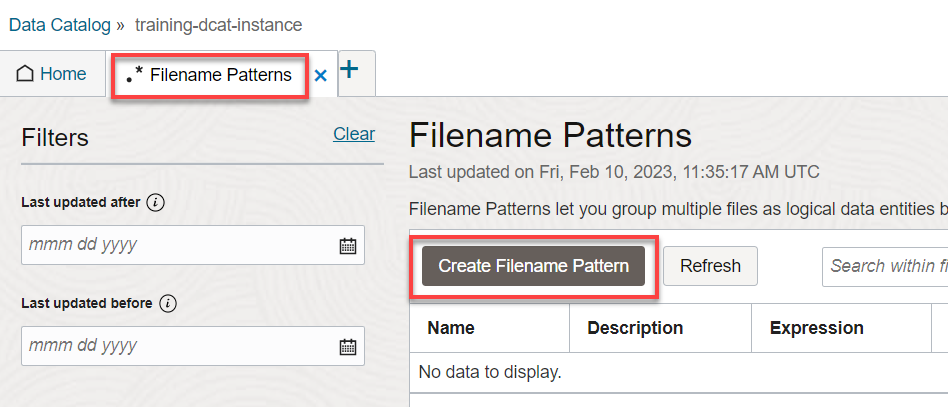 Data Catalog » training-dcat-instance
Home
.* Filename Patterns
Filters
Clear
Last updated after
mmm dd yyyy
Last updated before
mmm dd yyyy
Filename Patterns
Last updated on Fri, Feb 10, 2023, 11:35:17 AM UTC
Filename Patterns let you group multiple files as logical data entities b
Create Filename Pattern
Refresh
Search within fi
Name Description Expression
No data to display.